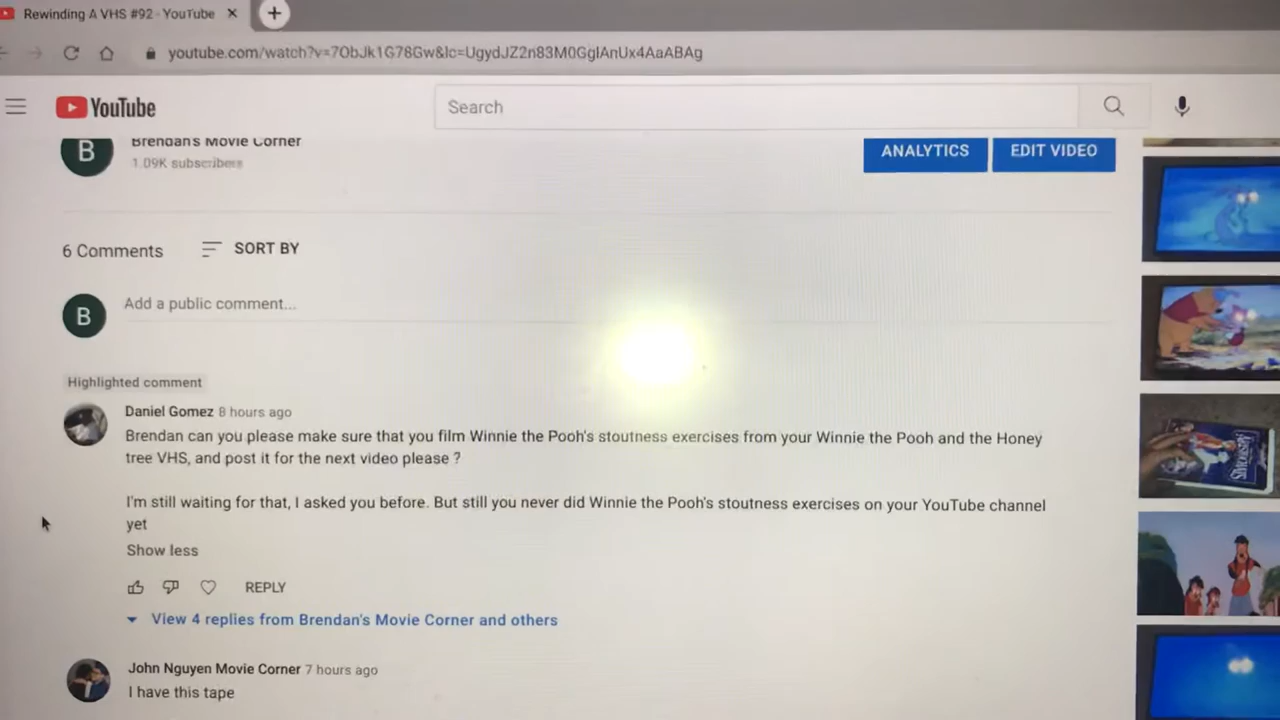 Rewinding A VHS #92 - YouTube
youtube.com/watch?v=7ObJk1G78Gw&lc=UgydJZ2n83M0GglAnUx4AaABAg
YouTube
Search
B
Brendan's Movie Corner
1.09K subscribers
ANALYTICS
EDIT VIDEO
6 Comments
SORT BY
B
Add a public comment...
Highlighted comment
Daniel Gomez 8 hours ago
Brendan can you please make sure that you film Winnie the Pooh's stoutness exercises from your Winnie the Pooh and the Honey
tree VHS, and post it for the next video please ?
I'm still waiting for that, I asked you before. But still you never did Winnie the Pooh's stoutness exercises on your YouTube channel
yet
Show less
REPLY
View 4 replies from Brendan's Movie Corner and others
John Nguyen Movie Corner 7 hours ago
I have this tape